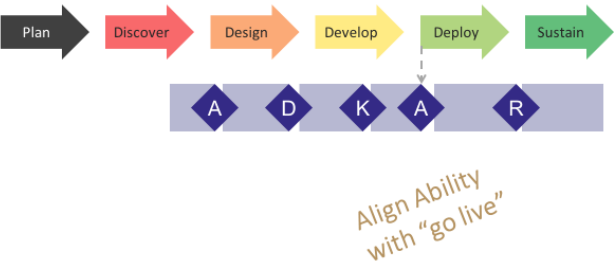 Plan Discover Design Develop Deploy Sustain
A D K A R
Align Ability
with “go live”